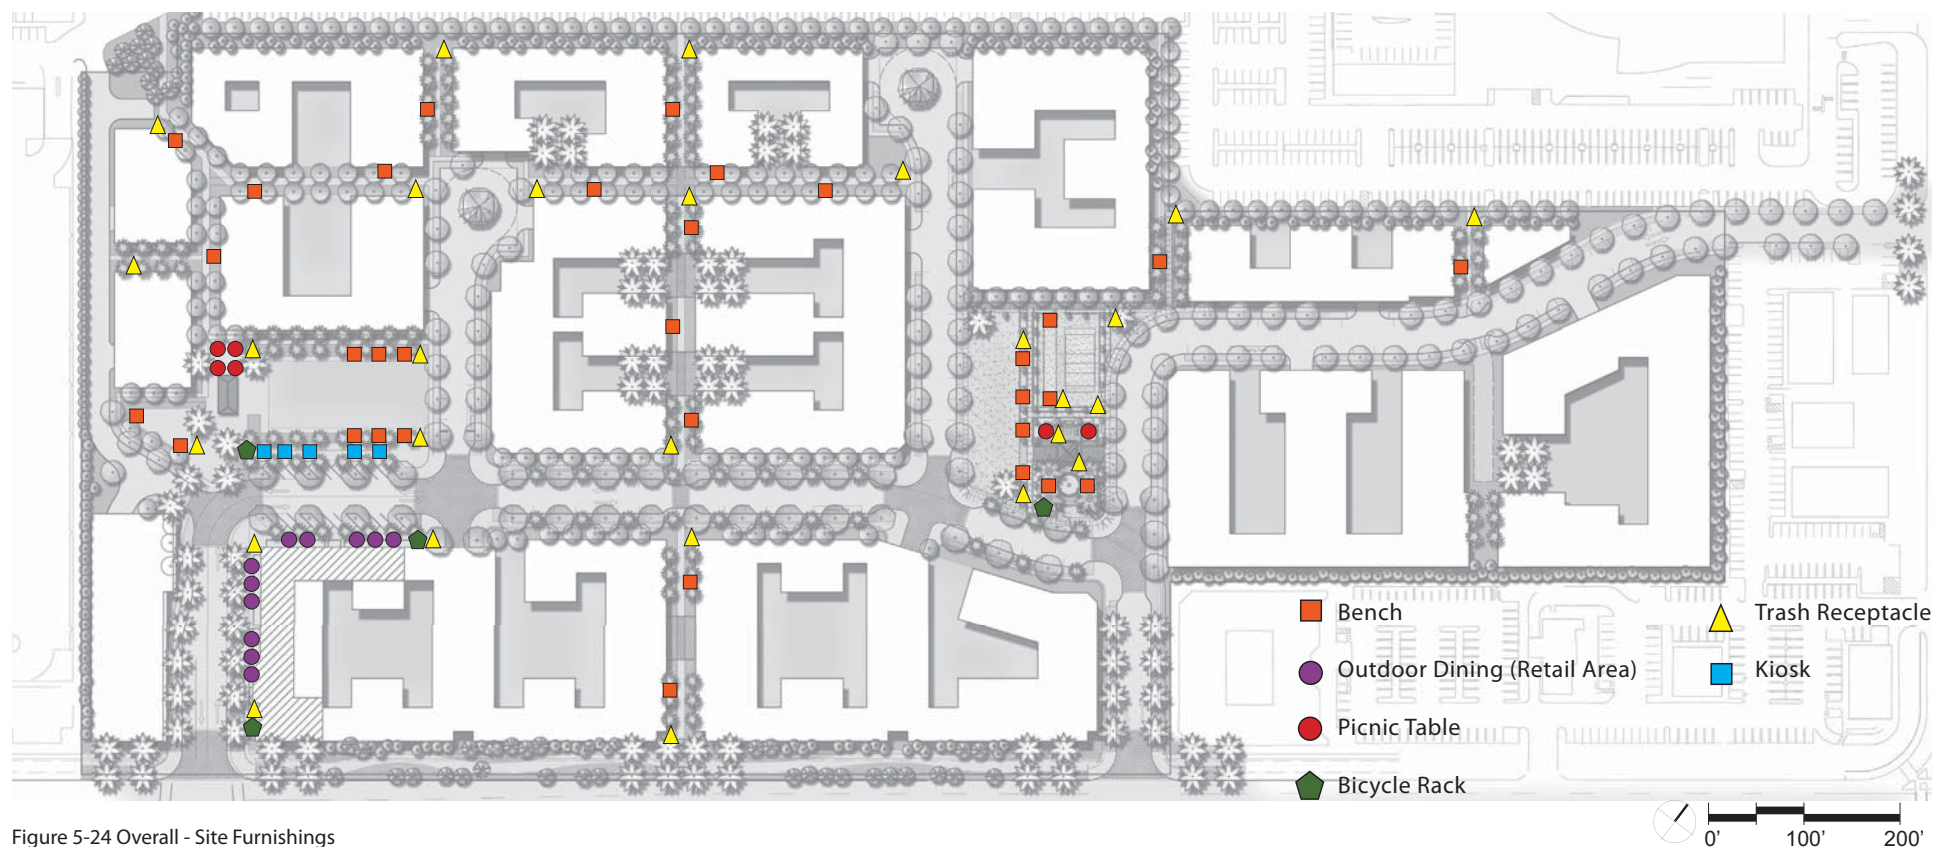 Bench
Trash Receptacle
Outdoor Dining (Retail Area)
Kiosk
Picnic Table
Bicycle Rack
Figure 5-24 Overall - Site Furnishings
0' 100' 200'